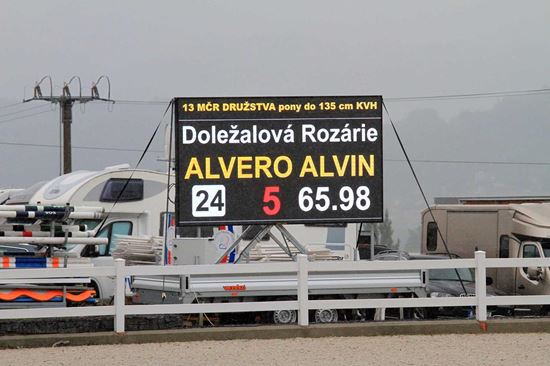 13 MČR DRUŽSTVA pony do 135 cm KVH
Doležalová Rozárie
ALVERO ALVIN
24 5 65.98